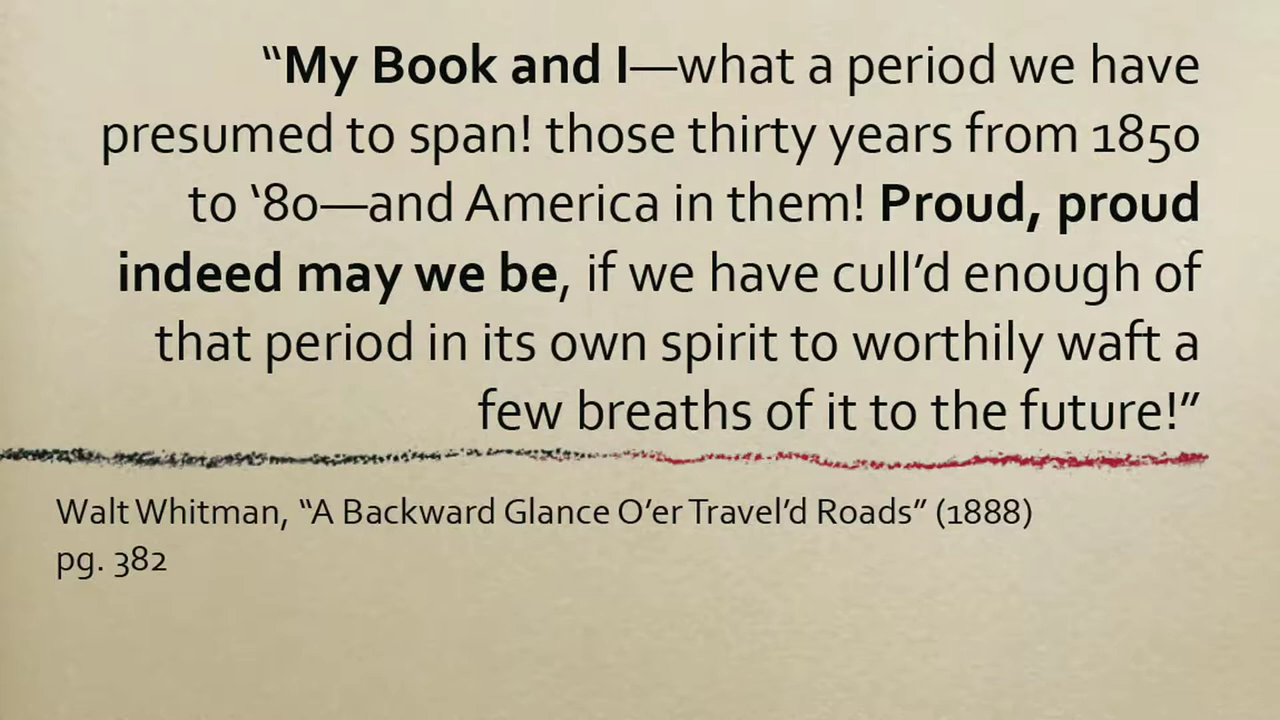 “My Book and I—what a period we have
presumed to span! those thirty years from 1850
to ‘80—and America in them! Proud, proud
indeed may we be, if we have cull’d enough of
that period in its own spirit to worthily waft a
few breaths of it to the future!”
Walt Whitman, “A Backward Glance O’er Travel’d Roads” (1888)
pg. 382